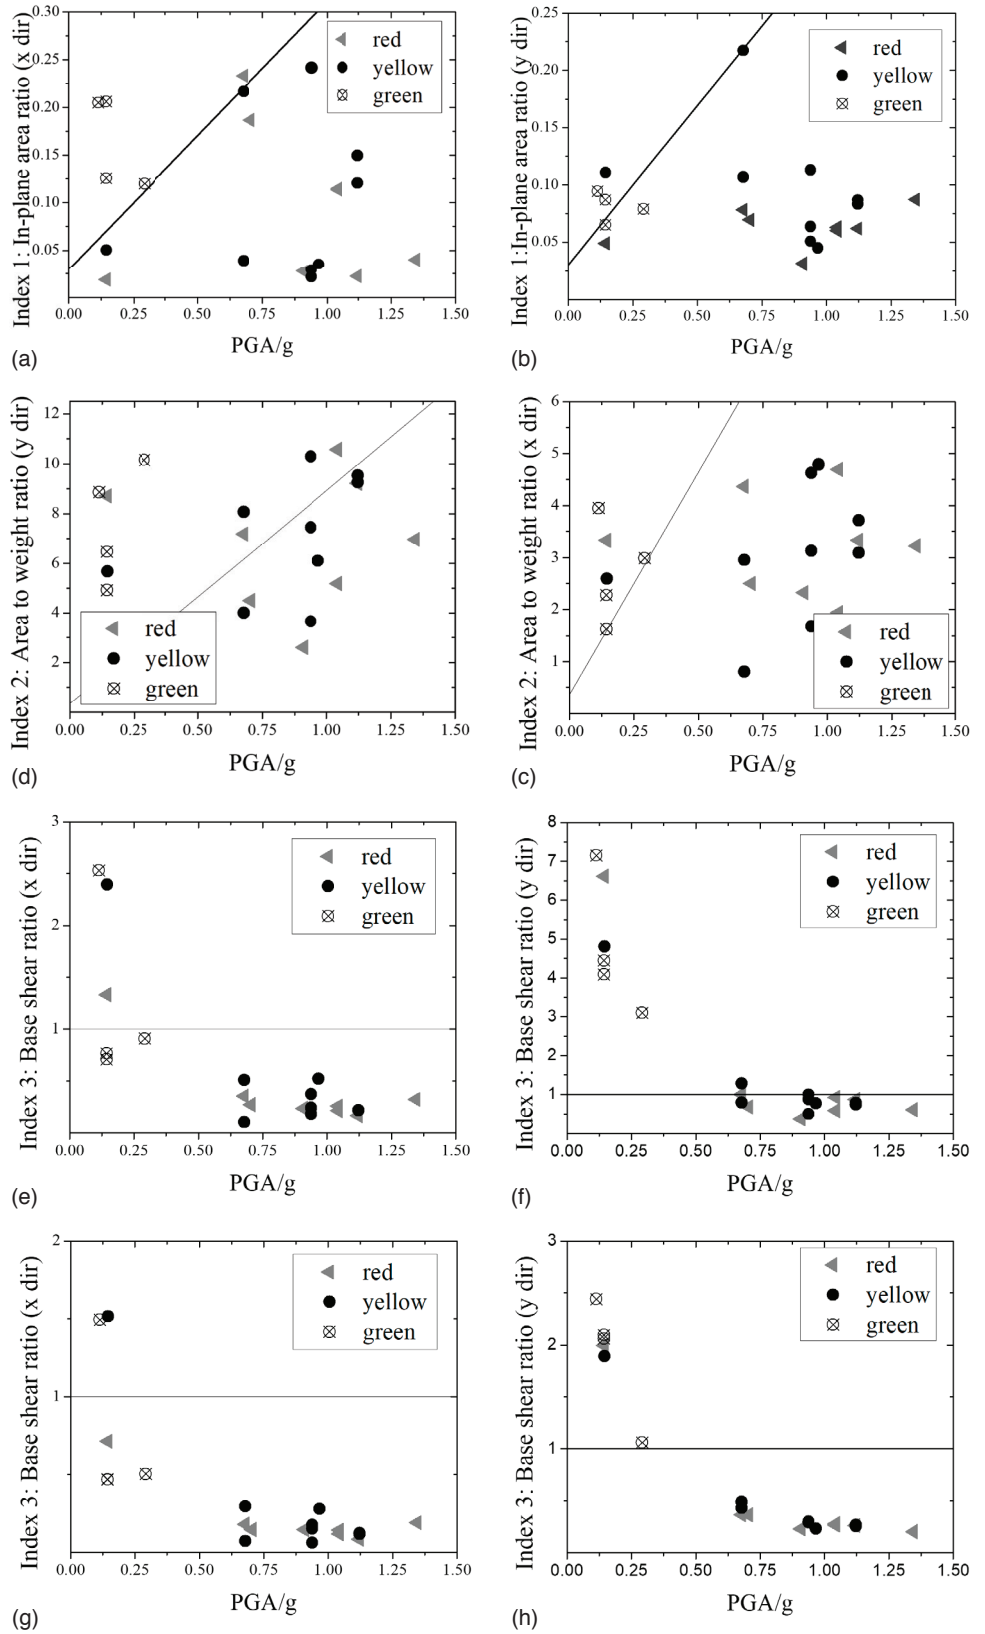 Index 1: In-plane area ratio (x dir)
0.30
0.25
0.20
0.15
0.10
0.05
0.00
0.25
0.50
0.75
1.00
1.25
1.50
red
yellow
green
PGA/g
(a)
Index 1:In-plane area ratio (y dir)
0.25
0.20
0.15
0.10
0.05
0.00
0.25
0.50
0.75
1.00
1.25
1.50
red
yellow
green
PGA/g
(b)
Index 2: Area to weight ratio (y dir)
12
10
8
6
4
2
0.00
0.25
0.50
0.75
1.00
1.25
1.50
red
yellow
green
PGA/g
(d)
Index 2: Area to weight ratio (x dir)
6
5
4
3
2
1
0.00
0.25
0.50
0.75
1.00
1.25
1.50
red
yellow
green
PGA/g
(c)
Index 3: Base shear ratio (x dir)
3
2
1
0.00
0.25
0.50
0.75
1.00
1.25
1.50
red
yellow
green
PGA/g
(e)
Index 3: Base shear ratio (y dir)
8
7
6
5
4
3
2
1
0.00
0.25
0.50
0.75
1.00
1.25
1.50
red
yellow
green
PGA/g
(f)
Index 3: Base shear ratio (x dir)
2
1
0.00
0.25
0.50
0.75
1.00
1.25
1.50
red
yellow
green
PGA/g
(g)
Index 3: Base shear ratio (y dir)
3
2
1
0.00
0.25
0.50
0.75
1.00
1.25
1.50
red
yellow
green
PGA/g
(h)